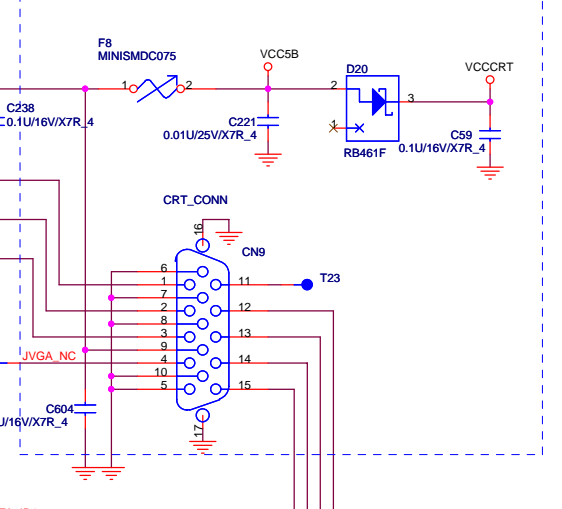 F8
MINISMDC075
VCC5B
D20
VCCCRT
1
2
2
3
C238
0.1U/16V/X7R_4
C221
0.01U/25V/X7R_4
1
C59
0.1U/16V/X7R_4
RB461F
CRT_CONN
16
CN9
6
1
11
T23
7
2
12
8
3
13
9
JVGA_NC
4
14
10
5
15
C604
U/16V/X7R_4
17